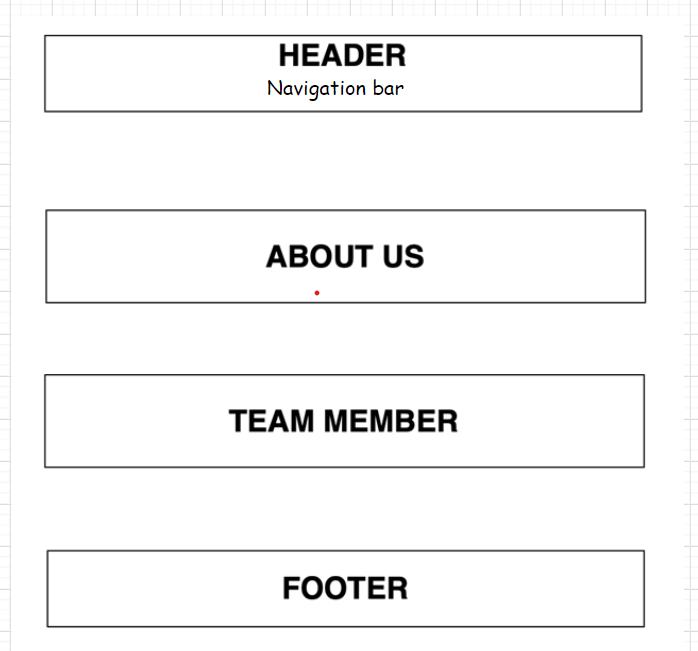 HEADER
Navigation bar
ABOUT US
TEAM MEMBER
FOOTER